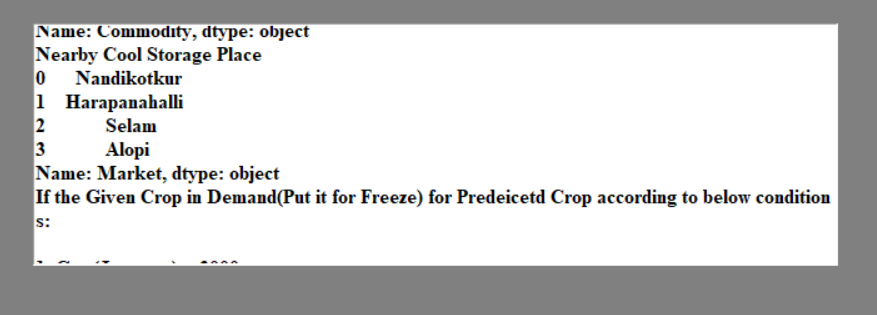 Name: Commodity, dtype: object
Nearby Cool Storage Place
0 Nandikotkur
1 Harapanahalli
2 Selam
3 Alopi
Name: Market, dtype: object
If the Given Crop in Demand(Put it for Freeze) for Predeicetd Crop according to below condition
s: